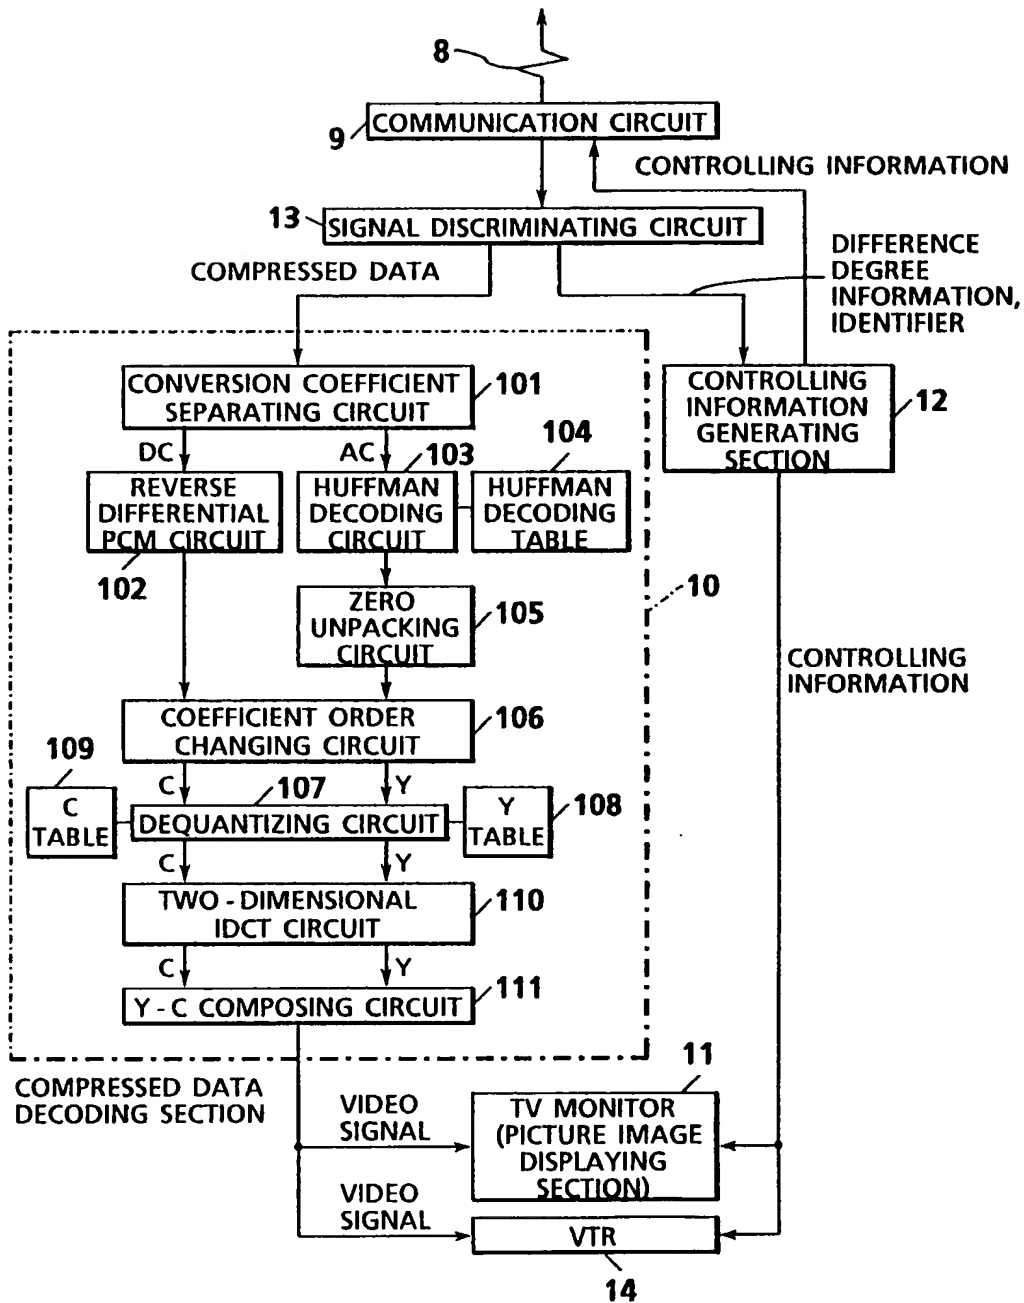 8
COMMUNICATION CIRCUIT
9
CONTROLLING INFORMATION
13
SIGNAL DISCRIMINATING CIRCUIT
COMPRESSED DATA
DIFFERENCE
DEGREE
INFORMATION,
IDENTIFIER
CONVERSION COEFFICIENT
SEPARATING CIRCUIT
101
CONTROLLING
INFORMATION
GENERATING
SECTION
12
DC
AC
103
104
REVERSE
DIFFERENTIAL
PCM CIRCUIT
102
HUFFMAN
DECODING
CIRCUIT
HUFFMAN
DECODING
TABLE
10
ZERO
UNPACKING
CIRCUIT
105
CONTROLLING
INFORMATION
COEFFICIENT ORDER
CHANGING CIRCUIT
106
109
C
107
Y
C
TABLE
DEQUANTIZING CIRCUIT
Y
TABLE
108
C
Y
TWO - DIMENSIONAL
IDCT CIRCUIT
110
C
Y
Y - C COMPOSING CIRCUIT
111
COMPRESSED DATA
DECODING SECTION
11
VIDEO
SIGNAL
TV MONITOR
(PICTURE IMAGE
DISPLAYING
SECTION)
VIDEO
SIGNAL
VTR
14